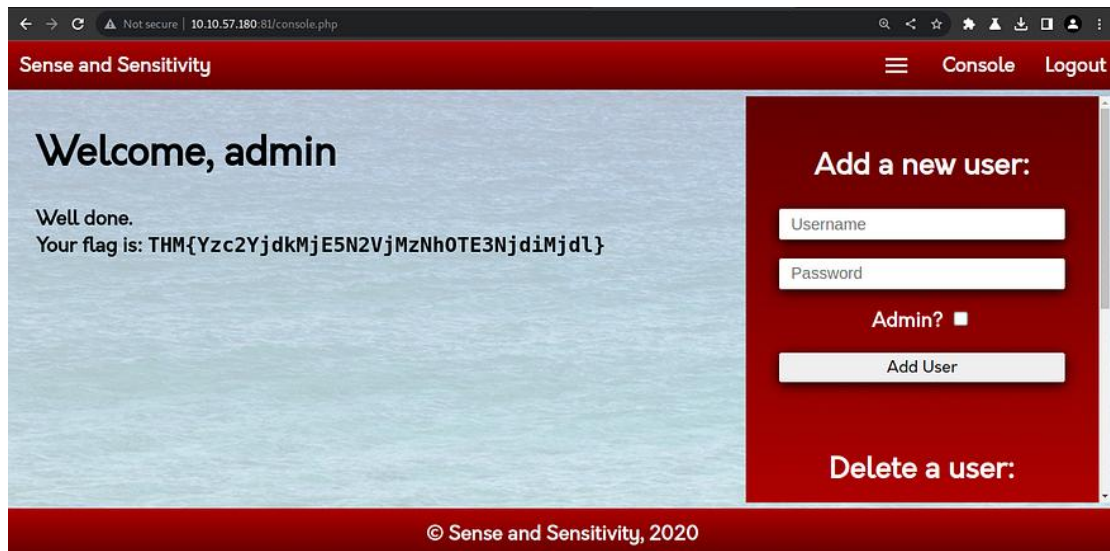 Not secure | 10.10.57.180:81/console.php
Sense and Sensitivity
Console
Logout
Welcome, admin
Well done.
Your flag is: THM{Yzc2YjdkMjE5N2VjMzNhOTE3NjdiMjdl}
Add a new user:
Username
Password
Admin?
Add User
Delete a user:
© Sense and Sensitivity, 2020